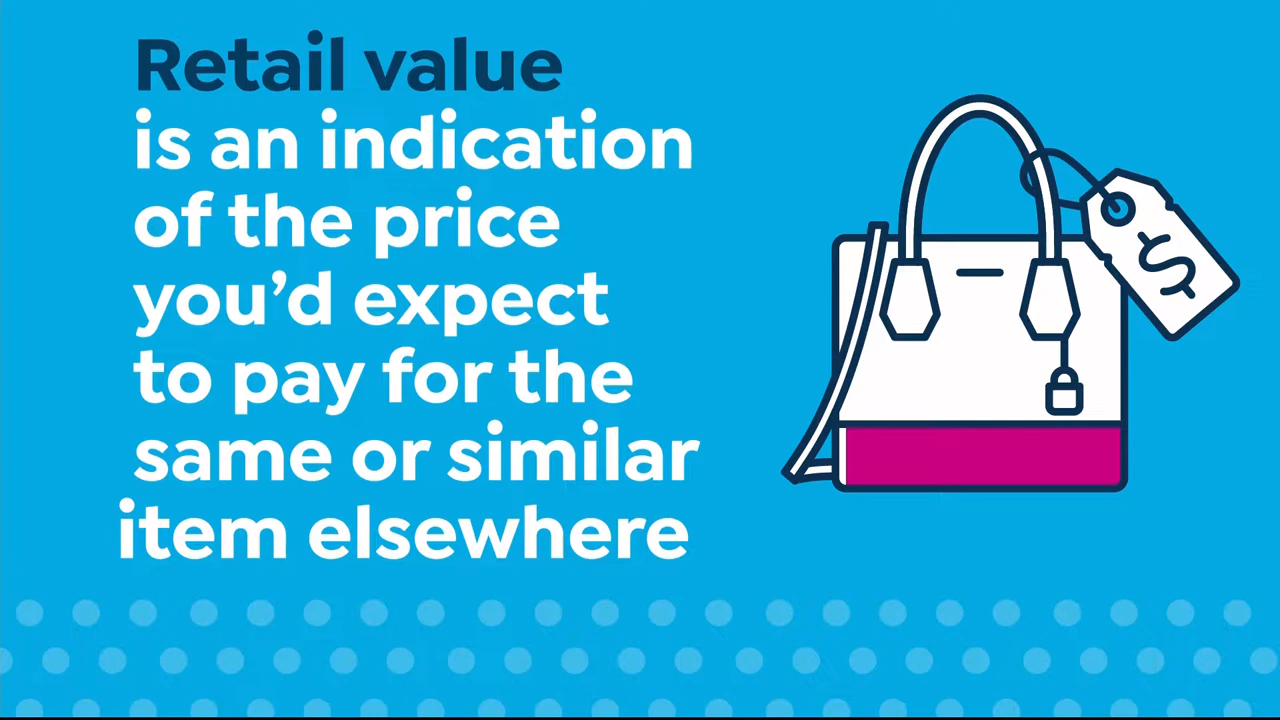 Retail value
is an indication
of the price
you’d expect
to pay for the
same or similar
item elsewhere
$